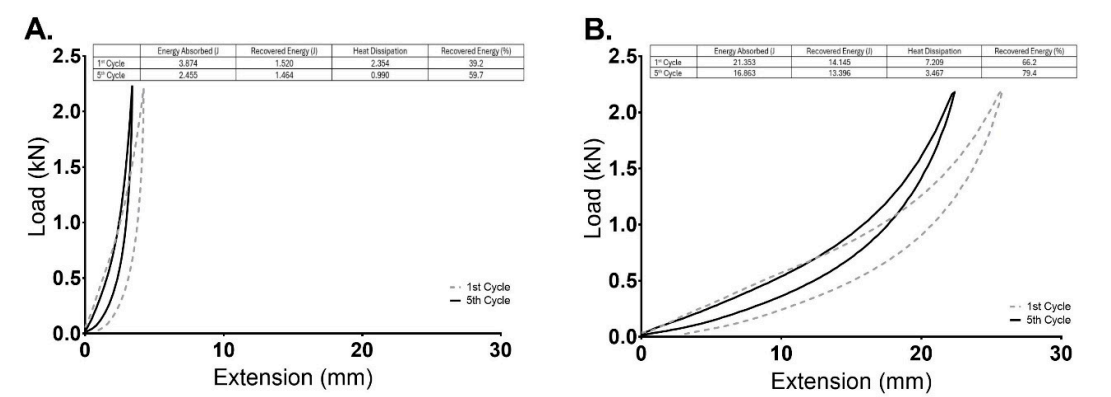 A.
Energy Absorbed (J Recovered Energy (J) Heat Dissipation Recovered Energy (%)
1st Cycle 3.874 1.520 2.354 39.2
5th Cycle 2.455 1.464 0.990 59.7
2.5
2.0
1.5
1.0
0.5
0.0
Load (kN)
1st Cycle
5th Cycle
0 10 20 30
Extension (mm)
B.
Energy Absorbed (J Recovered Energy (J) Heat Dissipation Recovered Energy (%)
1st Cycle 21.353 14.145 7.209 66.2
5th Cycle 16.863 13.396 3.467 79.4
2.5
2.0
1.5
1.0
0.5
0.0
Load (kN)
1st Cycle
5th Cycle
0 10 20 30
Extension (mm)